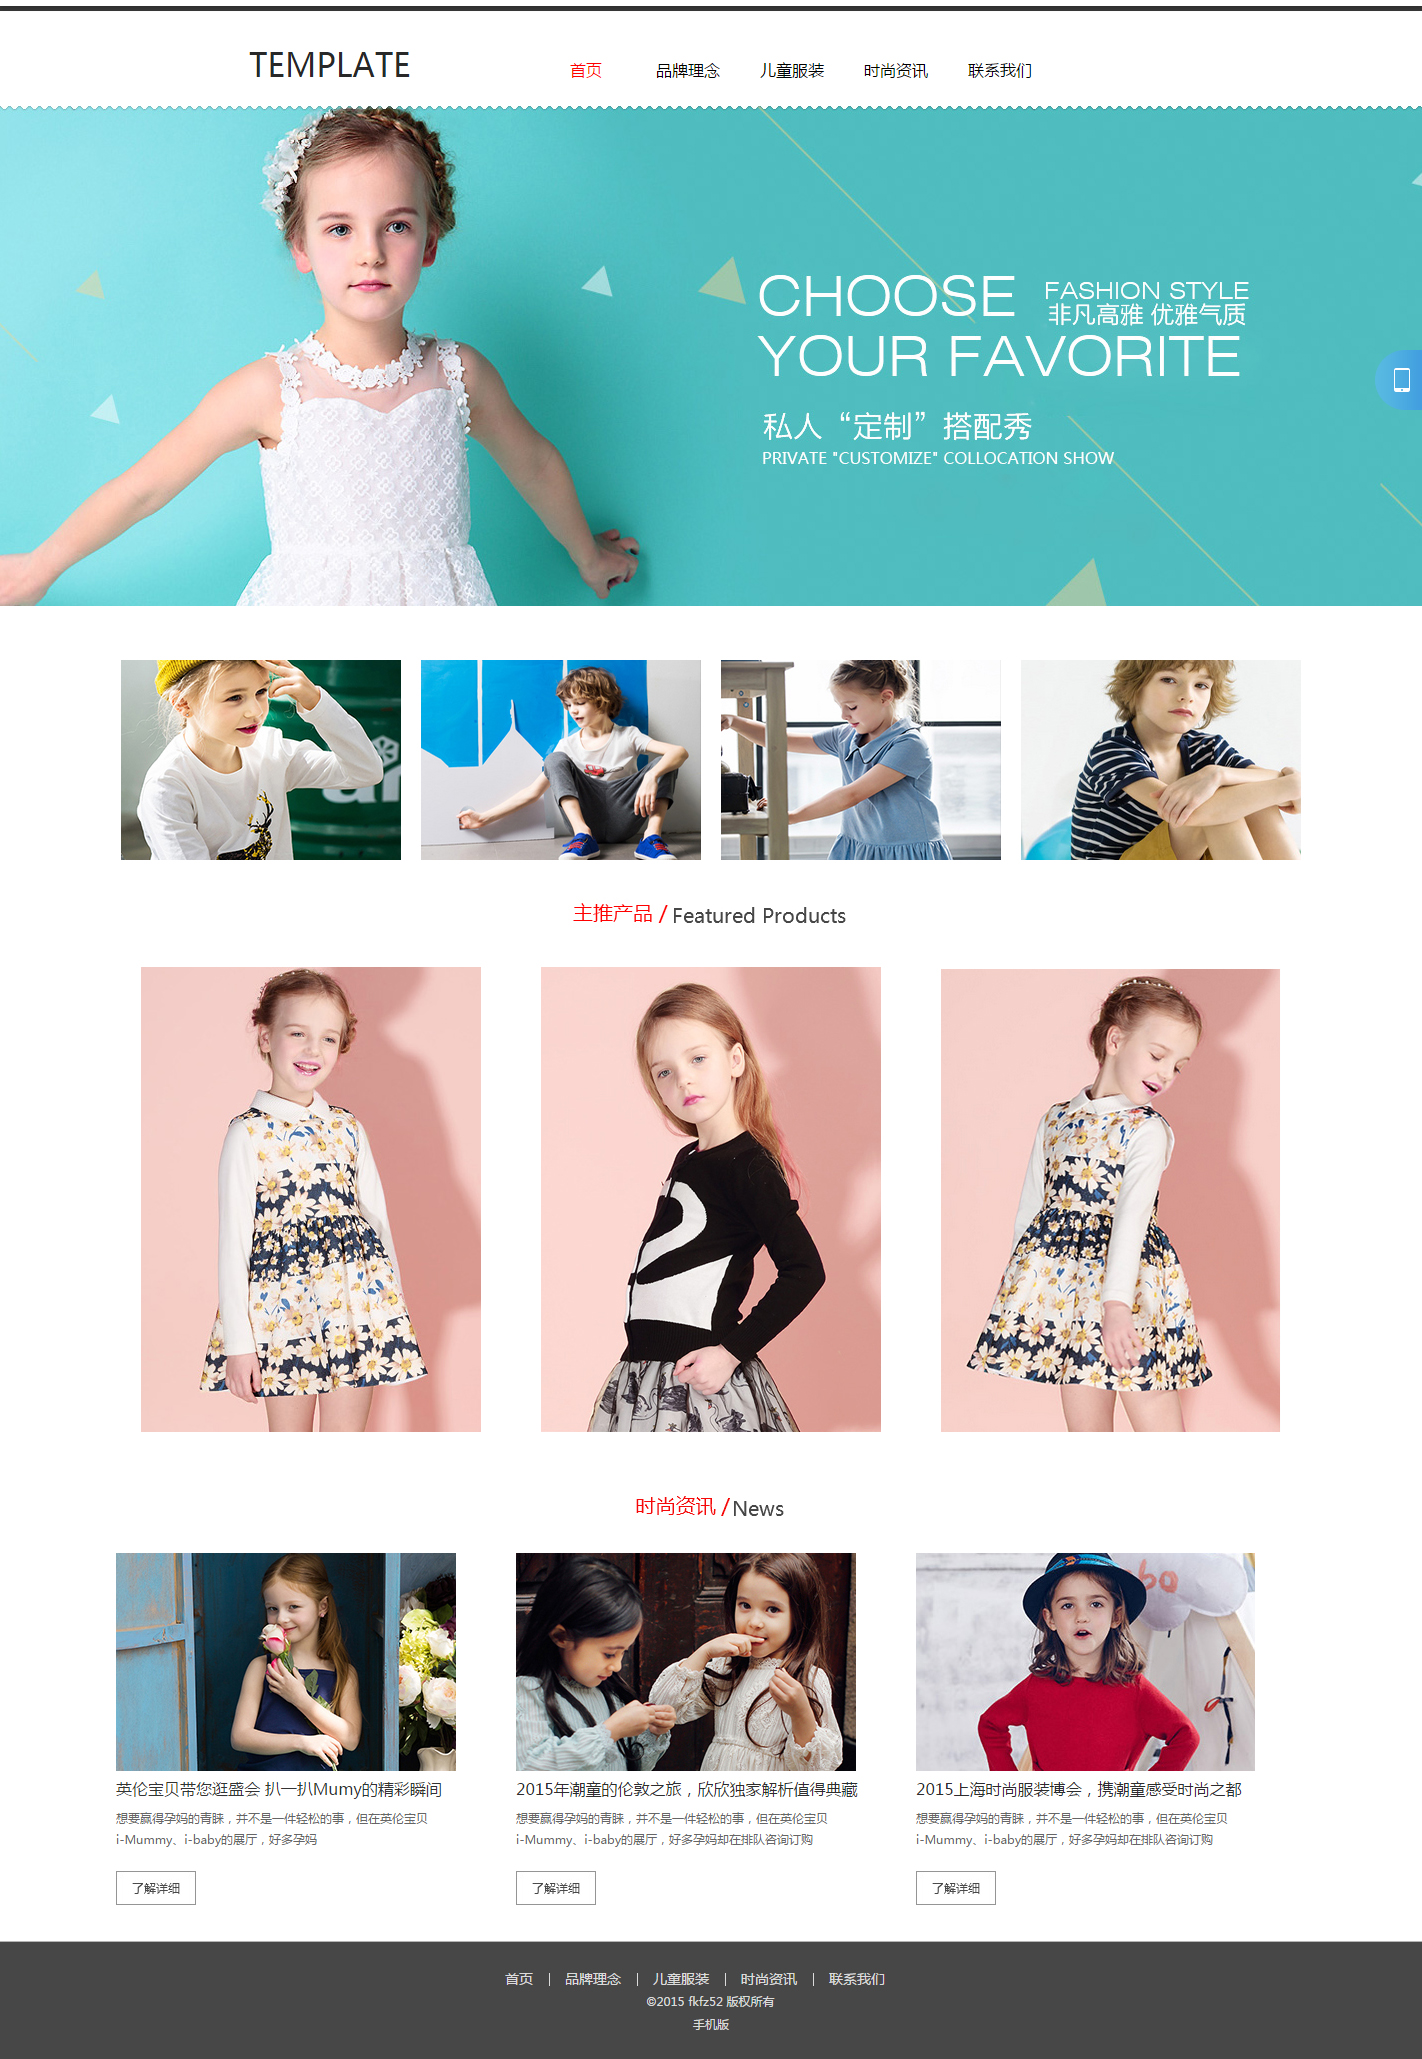 TEMPLATE
首页 品牌理念 儿童服装 时尚资讯 联系我们
CHOOSE FASHION STYLE
非凡高雅 优雅气质
YOUR FAVORITE
私人“定制”搭配秀
PRIVATE "CUSTOMIZE" COLLOCATION SHOW
主推产品 / Featured Products
时尚资讯 / News
英伦宝贝带您逛盛会 扒一扒Mumy的精彩瞬间
想要赢得孕妈的青睐，并不是一件轻松的事，但在英伦宝贝
i-Mummy、i-baby的展厅，好多孕妈
了解详细
2015年潮童的伦敦之旅，欣欣独家解析值得典藏
想要赢得孕妈的青睐，并不是一件轻松的事，但在英伦宝贝
i-Mummy、i-baby的展厅，好多孕妈却在排队咨询订购
了解详细
2015上海时尚服装博会，携潮童感受时尚之都
想要赢得孕妈的青睐，并不是一件轻松的事，但在英伦宝贝
i-Mummy、i-baby的展厅，好多孕妈却在排队咨询订购
了解详细
首页 | 品牌理念 | 儿童服装 | 时尚资讯 | 联系我们
©2015 fkfz52 版权所有
手机版